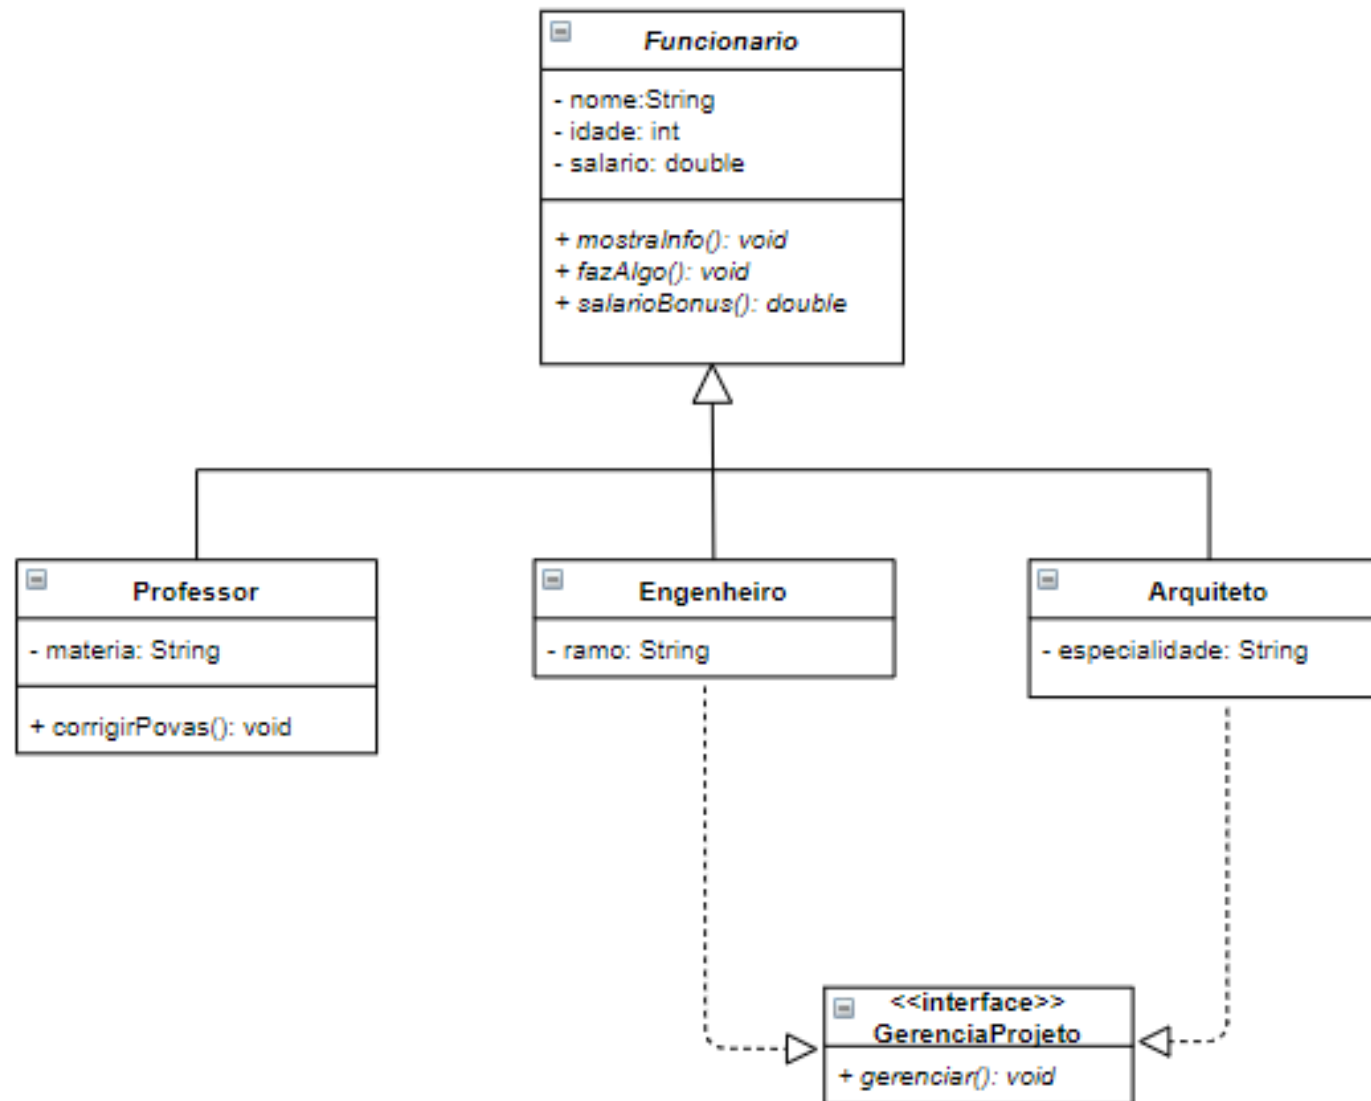 Funcionario
- nome:String
- idade: int
- salario: double
+ mostraInfo(): void
+ fazAlgo(): void
+ salarioBonus(): double
Professor
- materia: String
+ corrigirPovas(): void
Engenheiro
- ramo: String
Arquiteto
- especialidade: String
<<interface>>
GerenciaProjeto
+ gerenciar(): void